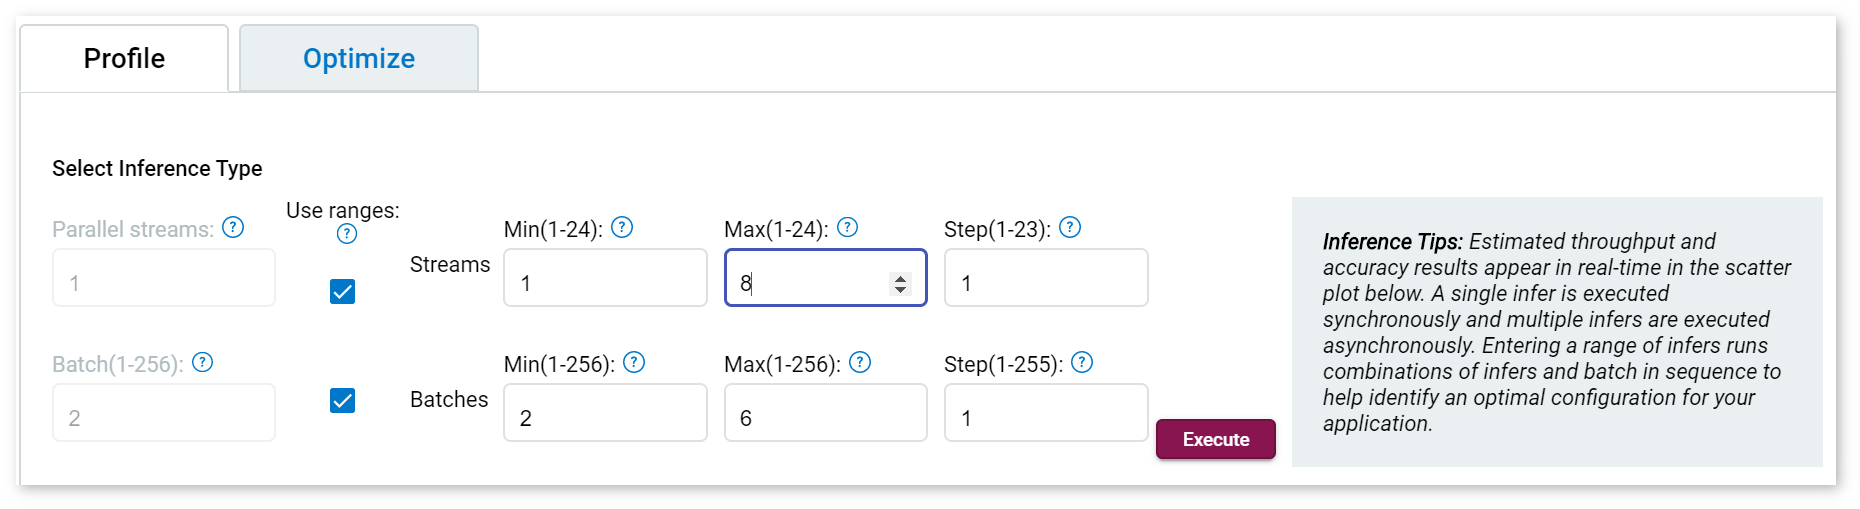 Profile
Optimize
Select Inference Type
Parallel streams: ?
Use ranges:
?
Min(1-24): ?
Max(1-24): ?
Step(1-23): ?
1
Streams
1
8
1
Batch(1-256): ?
Min(1-256): ?
Max(1-256): ?
Step(1-255): ?
2
Batches
2
6
1
Execute
Inference Tips: Estimated throughput and
accuracy results appear in real-time in the scatter
plot below. A single infer is executed
synchronously and multiple infers are executed
asynchronously. Entering a range of infers runs
combinations of infers and batch in sequence to
help identify an optimal configuration for your
application.